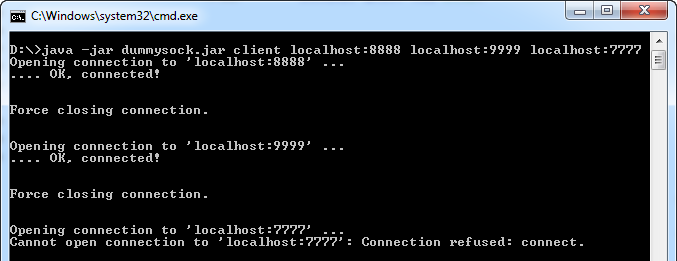 C:\Windows\system32\cmd.exe
D:\>java -jar dummysock.jar client localhost:8888 localhost:9999 localhost:7777
Opening connection to 'localhost:8888' ...
.... OK, connected!
Force closing connection.
Opening connection to 'localhost:9999' ...
.... OK, connected!
Force closing connection.
Opening connection to 'localhost:7777' ...
Cannot open connection to 'localhost:7777': Connection refused: connect.